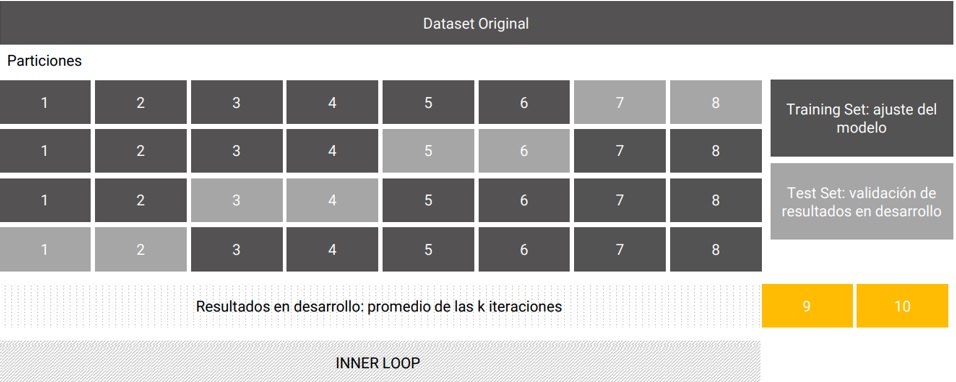 Dataset Original
Particiones
1 2 3 4 5 6 7 8
Training Set: ajuste del
modelo
1 2 3 4 5 6 7 8
1 2 3 4 5 6 7 8
Test Set: validación de
resultados en desarrollo
1 2 3 4 5 6 7 8
Resultados en desarrollo: promedio de las k iteraciones 9 10
INNER LOOP